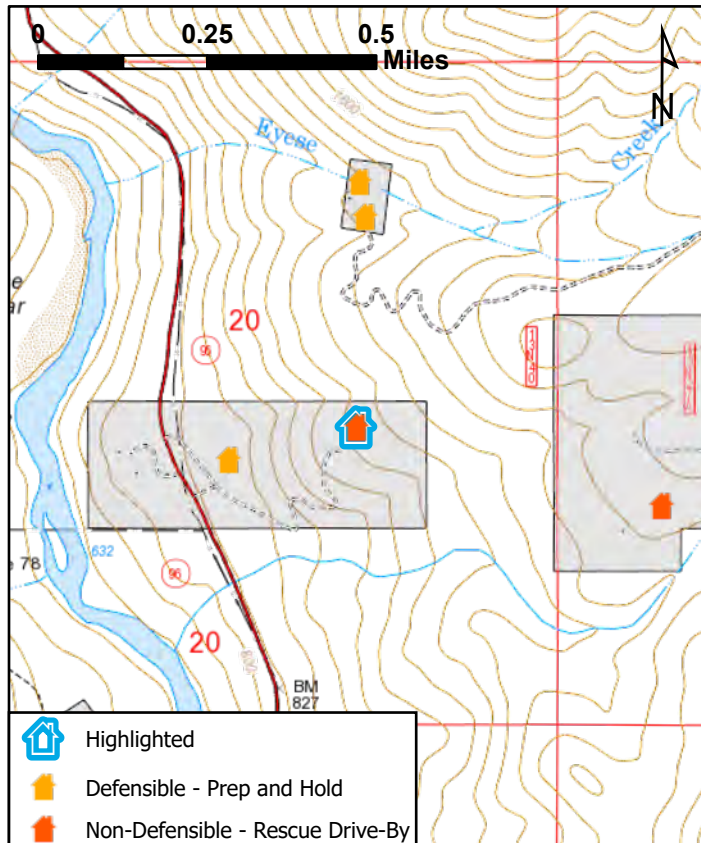 0 0.25 0.5
Miles
N
1600
Eyese
Creek
20
96
632
78
96
20
800
BM
827
Highlighted
Defensible - Prep and Hold
Non-Defensible - Rescue Drive-By